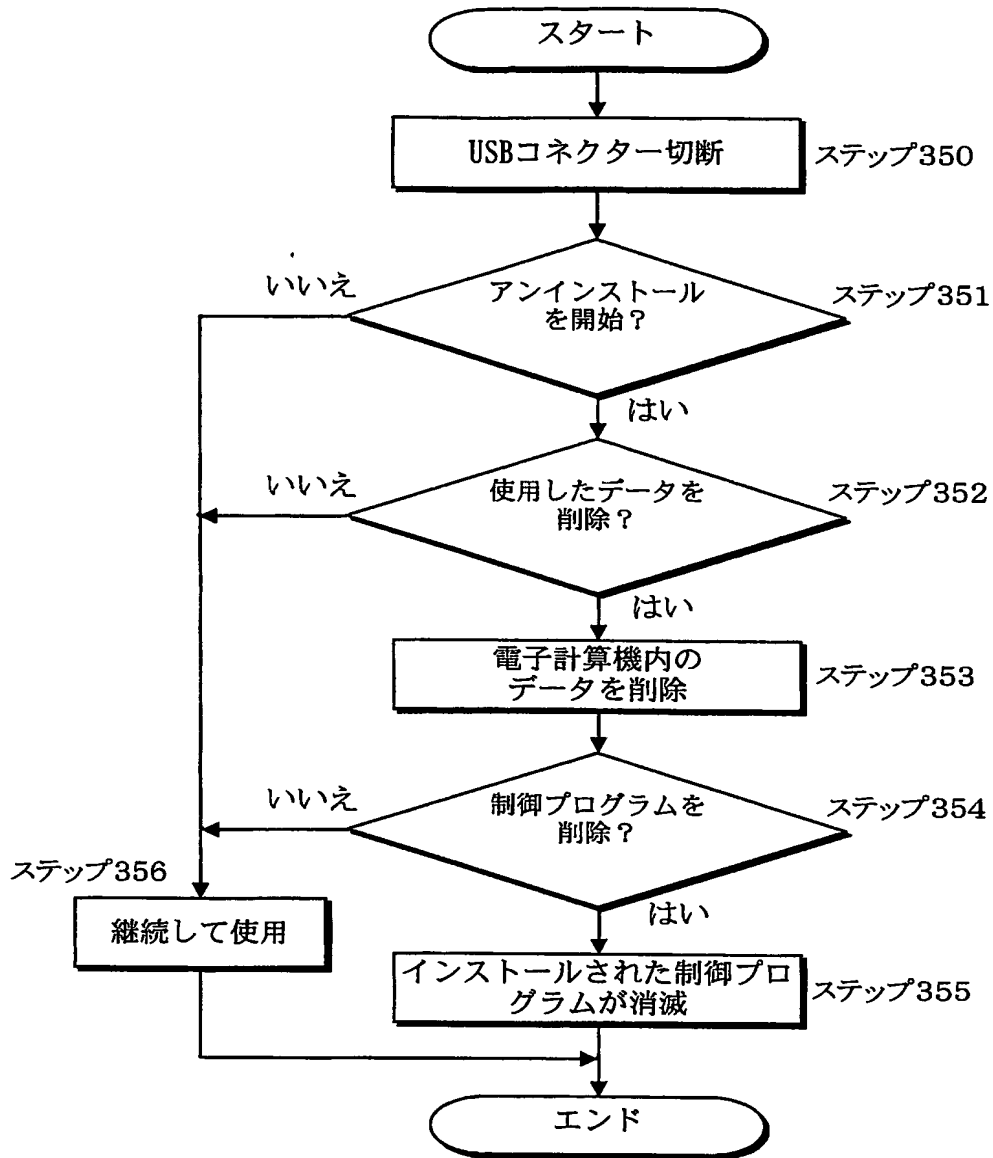 スタート
USBコネクター切断
ステップ350
いいえ
アンインストール
を開始？
ステップ351
はい
いいえ
使用したデータを
削除？
ステップ352
はい
電子計算機内の
データを削除
ステップ353
いいえ
制御プログラムを
削除？
ステップ354
はい
ステップ356
継続して使用
インストールされた制御プロ
グラムが消滅
ステップ355
エンド